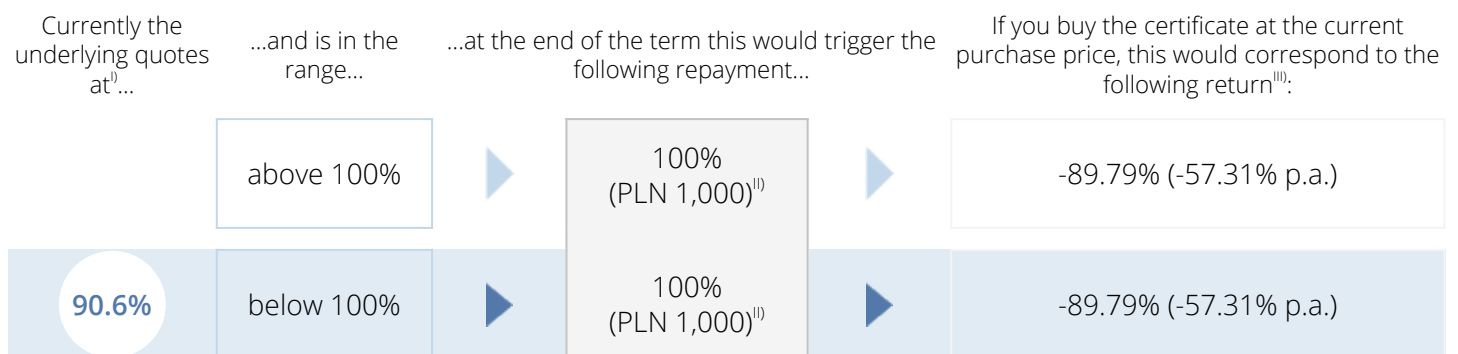 Currently the
underlying quotes
atᴵ⁾...
...and is in the
range...
...at the end of the term this would trigger the
following repayment...
If you buy the certificate at the current
purchase price, this would correspond to the
following returnᴵᴵᴵ⁾:
above 100%
100%
(PLN 1,000)ᴵᴵ⁾
-89.79% (-57.31% p.a.)
90.6%
below 100%
100%
(PLN 1,000)ᴵᴵ⁾
-89.79% (-57.31% p.a.)